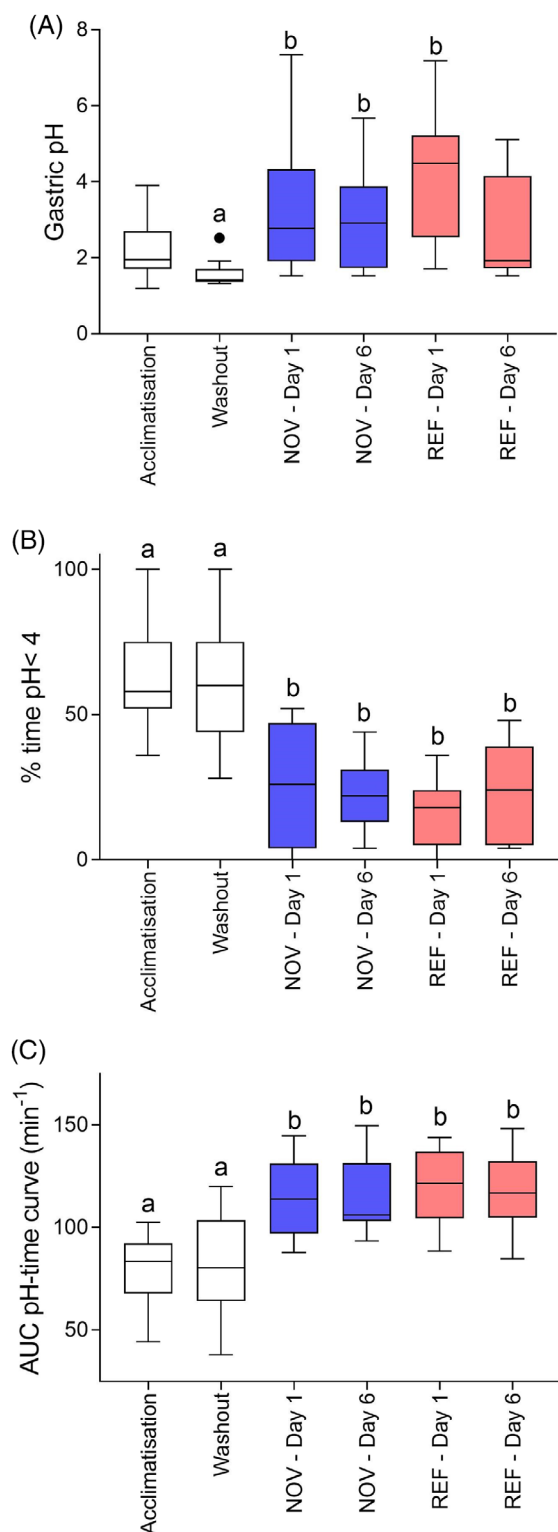 (A)
Gastric pH
8
6
4
2
0
a
b
b
b
Acclimatisation
Washout
NOV - Day 1
NOV - Day 6
REF - Day 1
REF - Day 6
(B)
% time pH< 4
100
50
0
a
a
b
b
b
b
Acclimatisation
Washout
NOV - Day 1
NOV - Day 6
REF - Day 1
REF - Day 6
(C)
AUC pH-time curve (min⁻¹)
150
100
50
a
a
b
b
b
b
Acclimatisation
Washout
NOV - Day 1
NOV - Day 6
REF - Day 1
REF - Day 6